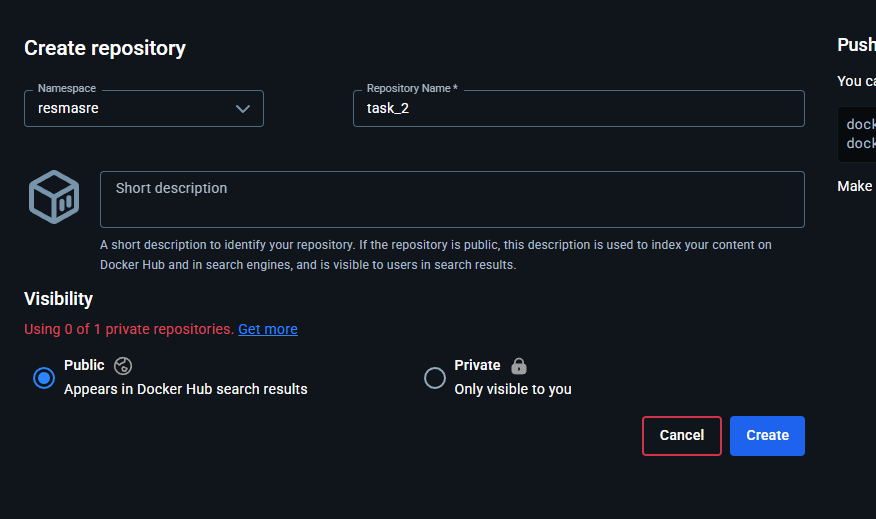 Create repository
Namespace
resmasre
Repository Name *
task_2
Short description
A short description to identify your repository. If the repository is public, this description is used to index your content on
Docker Hub and in search engines, and is visible to users in search results.
Visibility
Using 0 of 1 private repositories. Get more
Public
Appears in Docker Hub search results
Private
Only visible to you
Cancel
Create
Push
You ca
dock
dock
Make